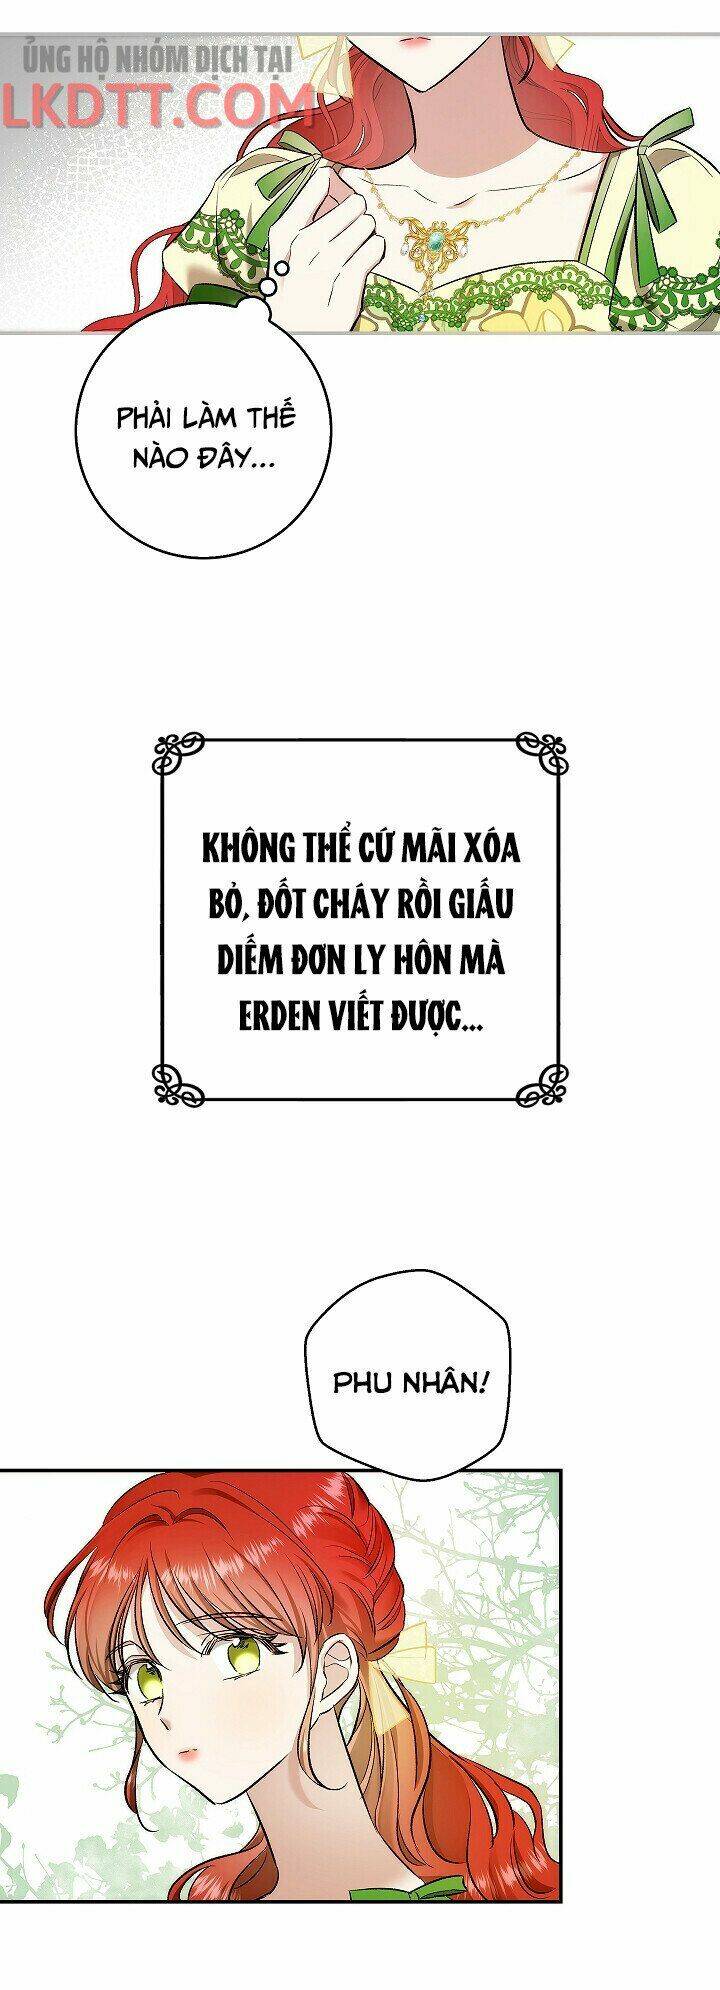 ỦNG HỘ NHÓM DỊCH TẠI
LKDTT.COM
PHẢI LÀM THẾ
NÀO ĐÂY...
KHÔNG THỂ CỨ MÃI XÓA
BỎ, ĐỐT CHÁY RỒI GIẤU
DIẾM ĐƠN LY HÔN MÀ
ERDEN VIẾT ĐƯỢC...
PHU NHÂN!